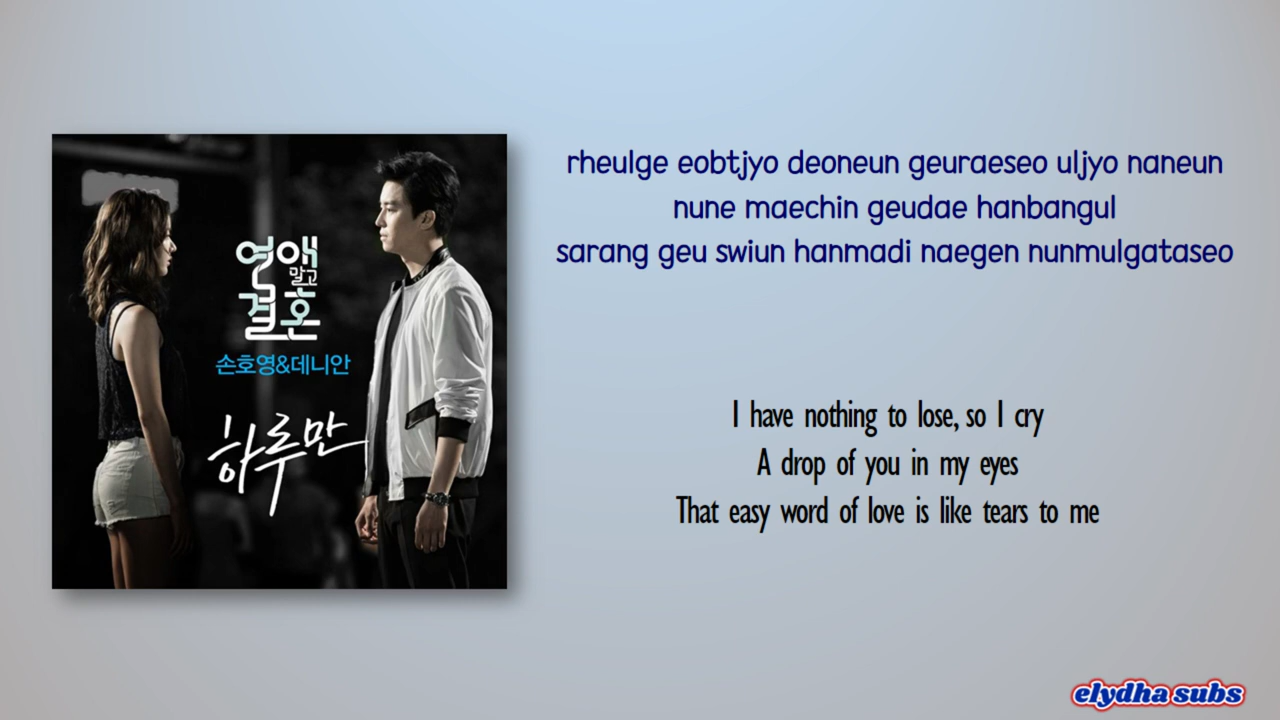 연애
말고
결혼
손호영&데니안
하루만
rheulge eobtjyo deoneun geuraeseo uljyo naneun
nune maechin geudae hanbangul
sarang geu swiun hanmadi naegen nunmulgataseo
I have nothing to lose, so I cry
A drop of you in my eyes
That easy word of love is like tears to me
elydha subs